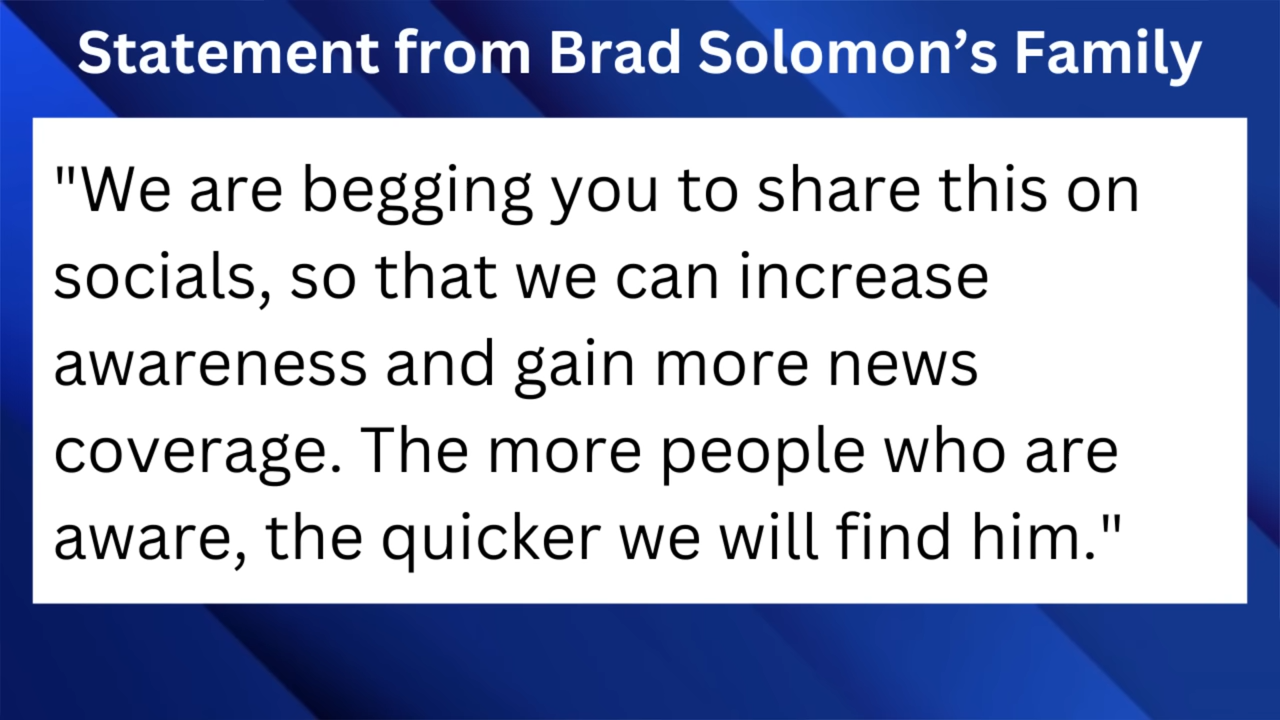 Statement from Brad Solomon’s Family
"We are begging you to share this on
socials, so that we can increase
awareness and gain more news
coverage. The more people who are
aware, the quicker we will find him."